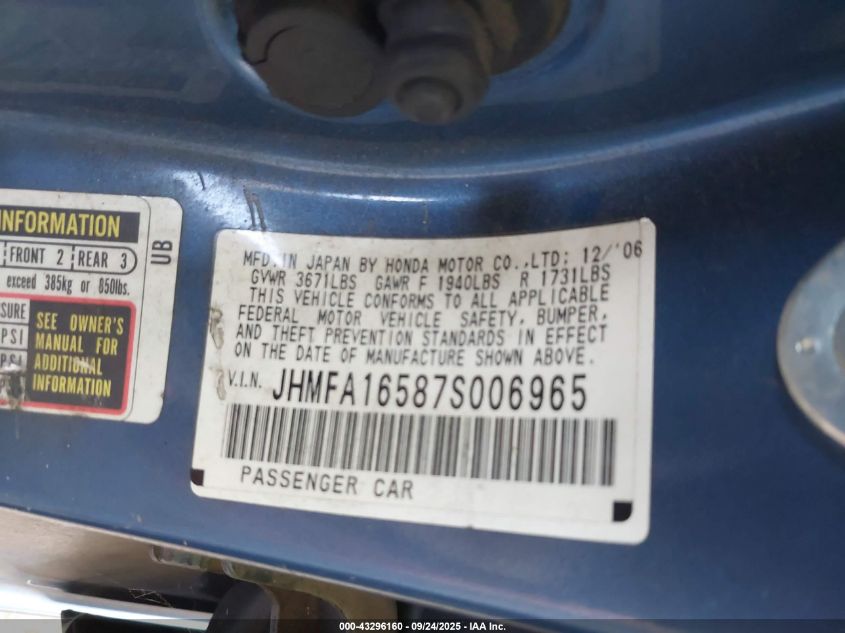 INFORMATION
FRONT 2 REAR 3
exceed 385kg or 850lbs.
SURE
PSI
PSI
SEE OWNER'S
MANUAL FOR
ADDITIONAL
INFORMATION
UB
MFD. IN JAPAN BY HONDA MOTOR CO.,LTD; 12/'06
GVWR 3671LBS GAWR F 1940LBS R 1731LBS
THIS VEHICLE CONFORMS TO ALL APPLICABLE
FEDERAL MOTOR VEHICLE SAFETY, BUMPER,
AND THEFT PREVENTION STANDARDS IN EFFECT
ON THE DATE OF MANUFACTURE SHOWN ABOVE.
V.I.N. JHMFA16587S006965
PASSENGER CAR
000-43296160 - 09/24/2025 - IAA Inc.